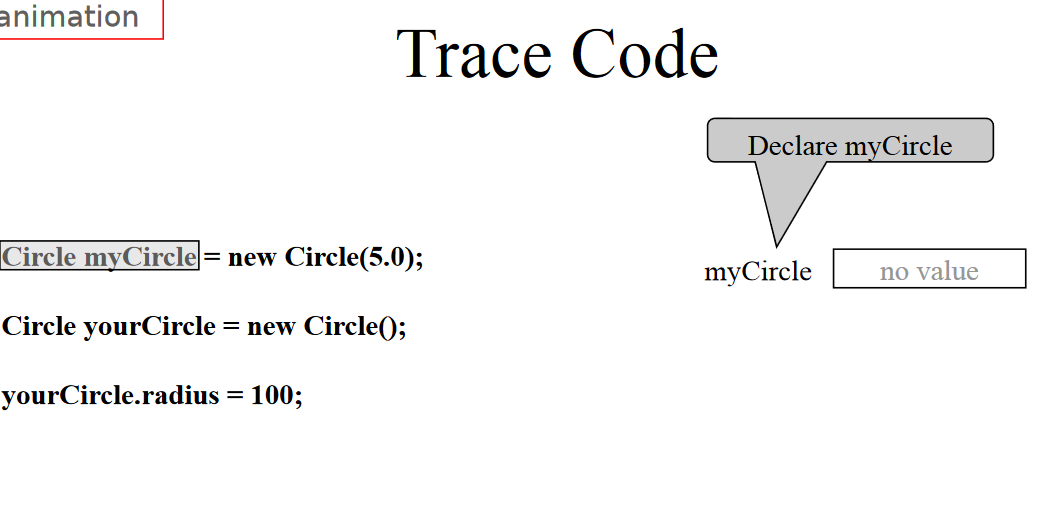 animation
Trace Code
Declare myCircle
Circle myCircle = new Circle(5.0);
myCircle no value
Circle yourCircle = new Circle();
yourCircle.radius = 100;